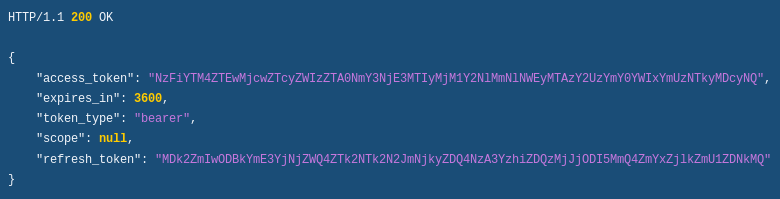 HTTP/1.1 200 OK
{
"access_token": "NzFiYTM4ZTEwMjcwZTcyZWIzZTA0NmY3NjE3MTIyMjM1Y2NlMmNlNWEyMTAzY2UzYmY0YWIxYmUzNTkyMDcyNQ",
"expires_in": 3600,
"token_type": "bearer",
"scope": null,
"refresh_token": "MDk2ZmIwODBkYmE3YjNjZWQ4ZTk2NTk2N2JmNjkyZDQ4NzA3YzhiZDQzMjJjODI5MmQ4ZmYxZjlkZmU1ZDNkMQ"
}